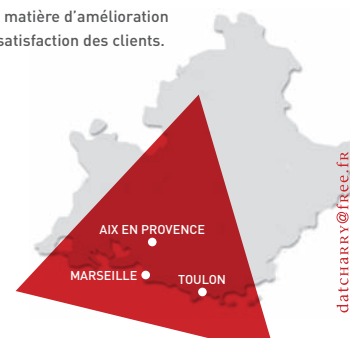 matière d'amélioration
satisfaction des clients.
AIX EN PROVENCE
MARSEILLE
TOULON
datcharry@free.fr